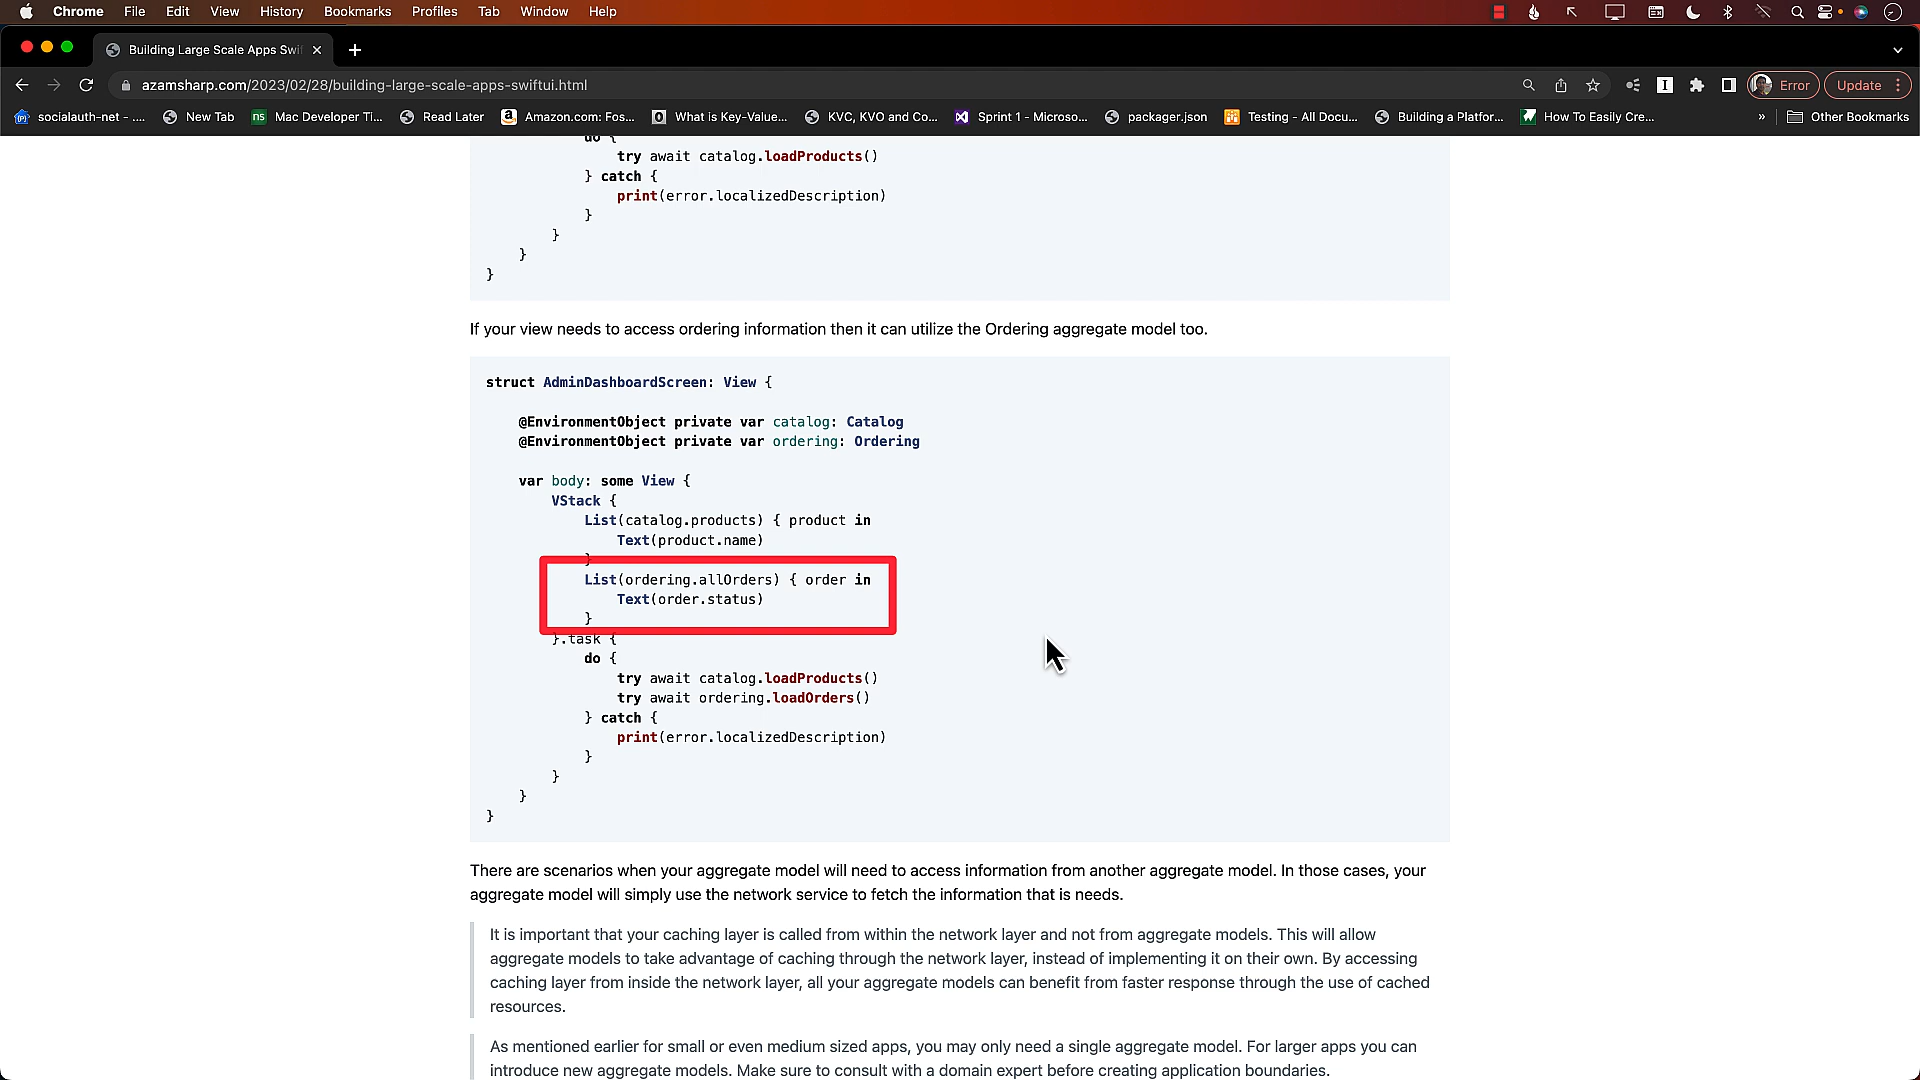 Chrome File Edit View History Bookmarks Profiles Tab Window Help
Building Large Scale Apps Swif
azamsharp.com/2023/02/28/building-large-scale-apps-swiftui.html
Error
Update
socialauth-net - ....
New Tab
ns
Mac Developer Ti...
Read Later
Amazon.com: Fos...
What is Key-Value...
KVC, KVO and Co...
Sprint 1 - Microso...
packager.json
Testing - All Docu...
Building a Platfor...
How To Easily Cre...
»
Other Bookmarks
do {
try await catalog.loadProducts()
} catch {
print(error.localizedDescription)
}
}
}
}
If your view needs to access ordering information then it can utilize the Ordering aggregate model too.
struct AdminDashboardScreen: View {
@EnvironmentObject private var catalog: Catalog
@EnvironmentObject private var ordering: Ordering
var body: some View {
VStack {
List(catalog.products) { product in
Text(product.name)
}
List(ordering.allOrders) { order in
Text(order.status)
}
}.task {
do {
try await catalog.loadProducts()
try await ordering.loadOrders()
} catch {
print(error.localizedDescription)
}
}
}
}
There are scenarios when your aggregate model will need to access information from another aggregate model. In those cases, your
aggregate model will simply use the network service to fetch the information that is needs.
It is important that your caching layer is called from within the network layer and not from aggregate models. This will allow
aggregate models to take advantage of caching through the network layer, instead of implementing it on their own. By accessing
caching layer from inside the network layer, all your aggregate models can benefit from faster response through the use of cached
resources.
As mentioned earlier for small or even medium sized apps, you may only need a single aggregate model. For larger apps you can
introduce new aggregate models. Make sure to consult with a domain expert before creating application boundaries.